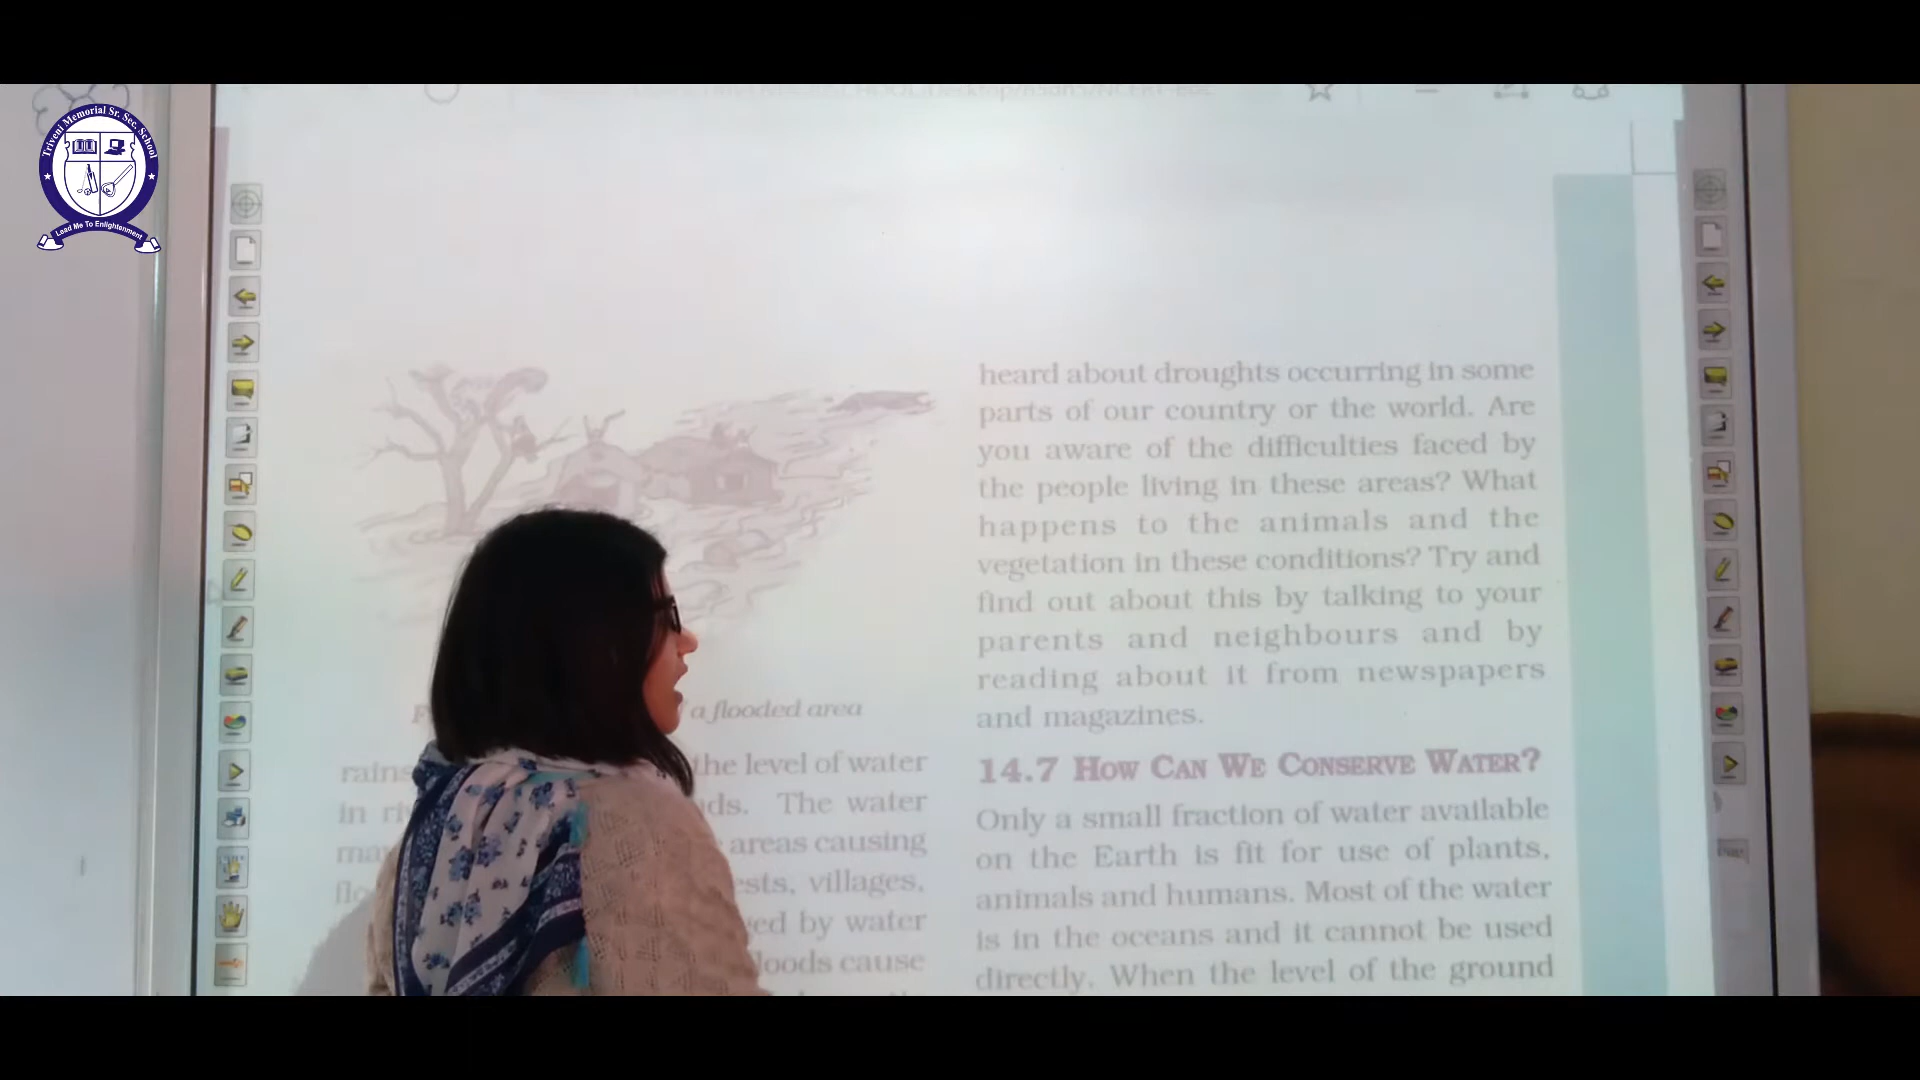 Triveni Memorial Sr. Sec. School
Lead Me To Enlightenment
a flooded area
rains
the level of water
in
The water
areas causing
villages,
by water
cause
heard about droughts occurring in some
parts of our country or the world. Are
you aware of the difficulties faced by
the people living in these areas? What
happens to the animals and the
vegetation in these conditions? Try and
find out about this by talking to your
parents and neighbours and by
reading about it from newspapers
and magazines.
14.7 HOW CAN WE CONSERVE WATER?
Only a small fraction of water available
on the Earth is fit for use of plants,
animals and humans. Most of the water
is in the oceans and it cannot be used
directly. When the level of the ground